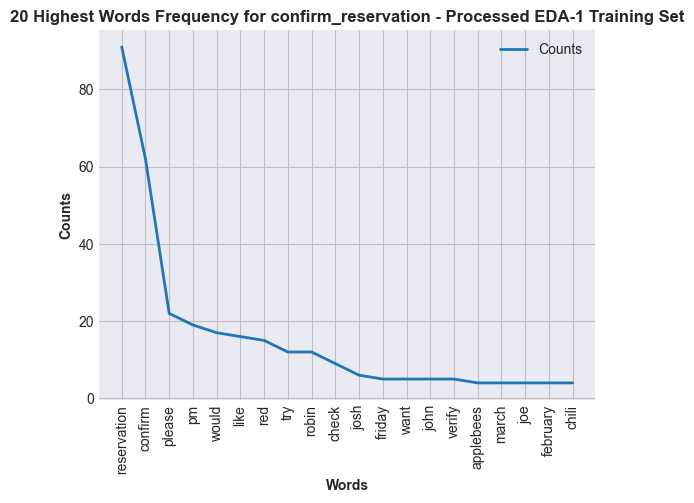 20 Highest Words Frequency for confirm_reservation - Processed EDA-1 Training Set
Counts
Counts
80
60
40
20
0
reservation
confirm
please
pm
would
like
red
try
robin
check
josh
friday
want
john
verify
applebees
march
joe
february
chili
Words